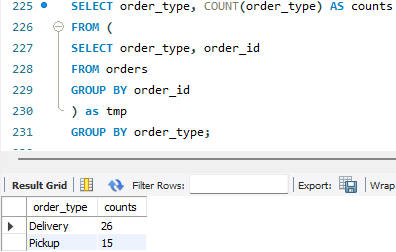 225 SELECT order_type, COUNT(order_type) AS counts
226 FROM (
227 SELECT order_type, order_id
228 FROM orders
229 GROUP BY order_id
230 ) as tmp
231 GROUP BY order_type;
Result Grid Filter Rows: Export: Wrap
order_type counts
Delivery 26
Pickup 15